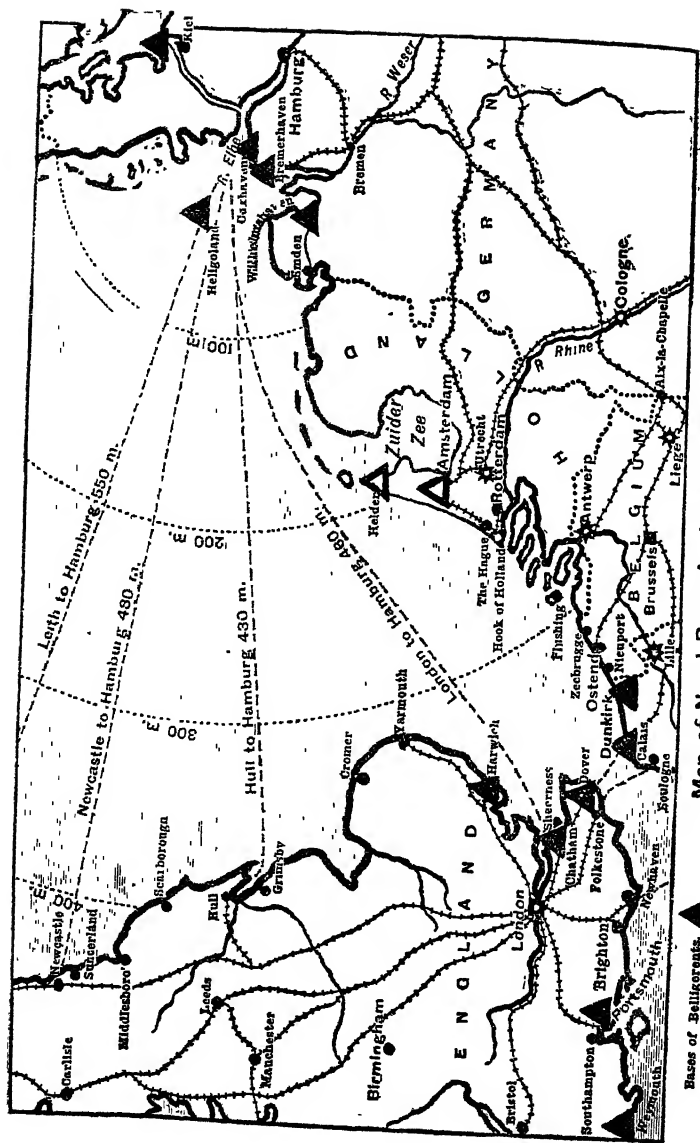 Kiel
Hamburg
R. Elbe
Cuxhaven
Bremerhaven
R. Weser
Bremen
Heligoland
Wilhelmshaven
Emden
GERMANY
HOLLAND
100 m.
200 m.
300 m.
400 m.
Leith to Hamburg 550 m.
Newcastle to Hamburg 480 m.
Hull to Hamburg 430 m.
London to Hamburg 480 m.
Zuider
Zee
Helder
Amsterdam
Utrecht
Rotterdam
The Hague
Hook of Holland
R Rhine
Cologne
Aix-la-Chapelle
Liege
BELGIUM
Antwerp
Brussels
Flushing
Zeebrugge
Ostend
Nieuport
Dunkirk
Lille
Calais
Boulogne
Newcastle
Sunderland
Carlisle
Middlesboro'
Scarborough
Leeds
Hull
Grimsby
Manchester
Birmingham
ENGLAND
Cromer
Yarmouth
Harwich
London
Sheerness
Chatham
Dover
Folkestone
Newhaven
Brighton
Portsmouth
Southampton
Bristol
Weymouth
Bases of Belligerents.
Map of